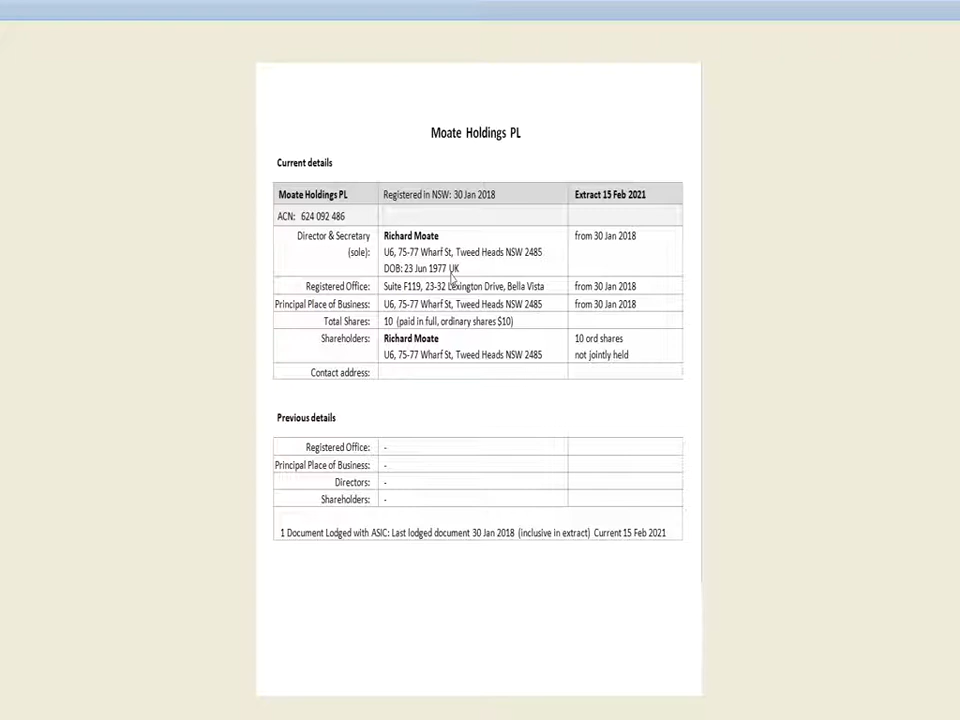 Moate Holdings PL
Current details
Moate Holdings PL Registered in NSW: 30 Jan 2018 Extract 15 Feb 2021
ACN: 624 092 486
Director & Secretary (sole): Richard Moate from 30 Jan 2018
U6, 75-77 Wharf St, Tweed Heads NSW 2485
DOB: 23 Jun 1977 UK
Registered Office: Suite F119, 23-32 Lexington Drive, Bella Vista from 30 Jan 2018
Principal Place of Business: U6, 75-77 Wharf St, Tweed Heads NSW 2485 from 30 Jan 2018
Total Shares: 10 (paid in full, ordinary shares $10)
Shareholders: Richard Moate 10 ord shares
U6, 75-77 Wharf St, Tweed Heads NSW 2485 not jointly held
Contact address:
Previous details
Registered Office: -
Principal Place of Business: -
Directors: -
Shareholders: -
1 Document Lodged with ASIC: Last lodged document 30 Jan 2018 (inclusive in extract) Current 15 Feb 2021